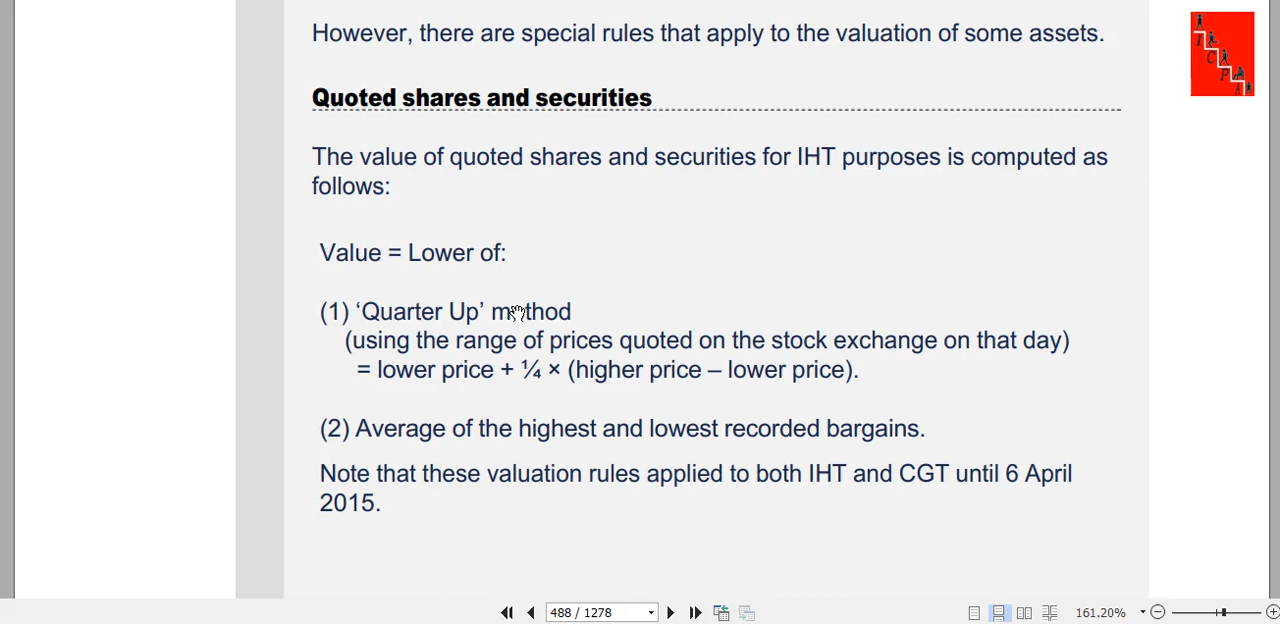 However, there are special rules that apply to the valuation of some assets.
Quoted shares and securities
The value of quoted shares and securities for IHT purposes is computed as
follows:
Value = Lower of:
(1) ‘Quarter Up’ method
(using the range of prices quoted on the stock exchange on that day)
= lower price + ¼ × (higher price – lower price).
(2) Average of the highest and lowest recorded bargains.
Note that these valuation rules applied to both IHT and CGT until 6 April
2015.
I
C
P
A
488 / 1278
161.20%